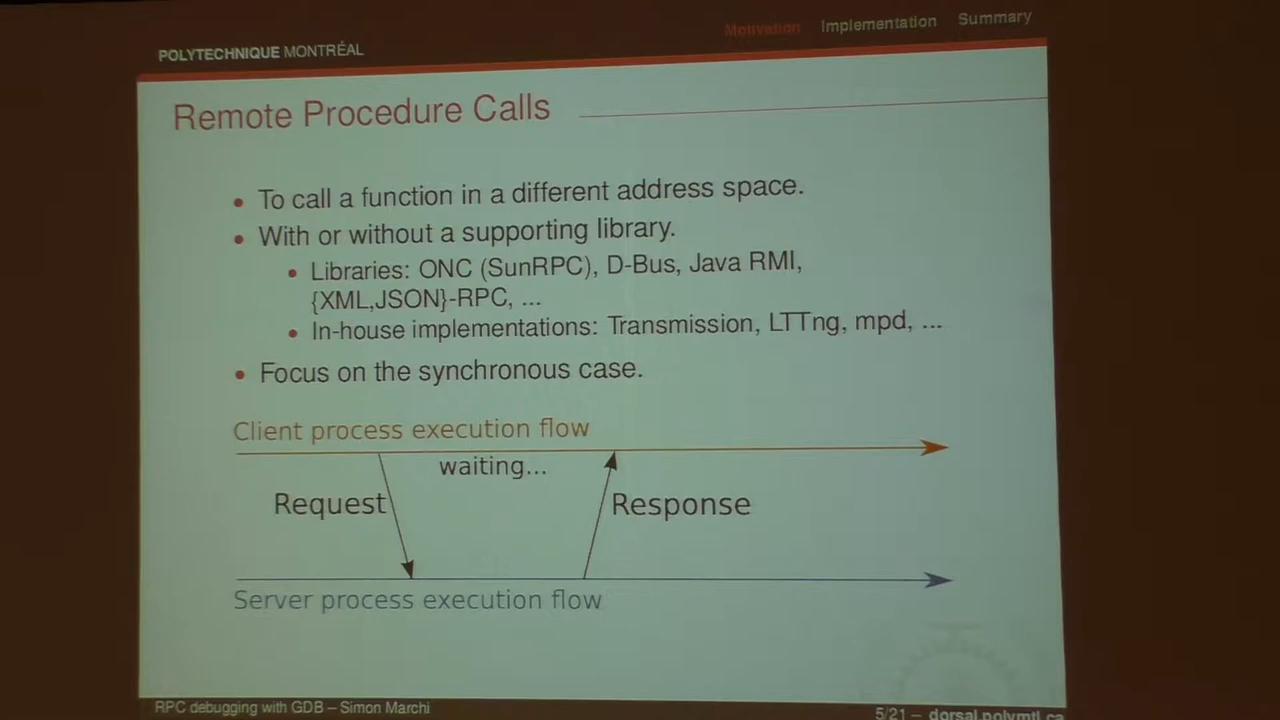 POLYTECHNIQUE MONTRÉAL
Motivation Implementation Summary
Remote Procedure Calls
• To call a function in a different address space.
• With or without a supporting library.
• Libraries: ONC (SunRPC), D-Bus, Java RMI,
{XML,JSON}-RPC, ...
• In-house implementations: Transmission, LTTng, mpd, ...
• Focus on the synchronous case.
Client process execution flow
waiting...
Request
Response
Server process execution flow
RPC debugging with GDB – Simon Marchi
5/21 – dorsal.polymtl.ca